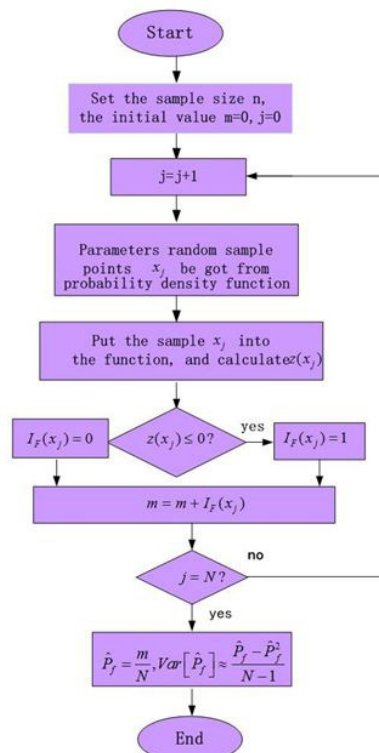 Start
Set the sample size n,
the initial value m=0, j=0
j=j+1
Parameters random sample
points x_j be got from
probability density function
Put the sample x_j into
the function, and calculate z(x_j)
I_F(x_j)=0
z(x_j)≤0?
yes
I_F(x_j)=1
m=m+I_F(x_j)
no
j=N?
yes
P̂_f=m/N, Var[P̂_f]≈(P̂_f−P̂_f^2)/(N−1)
End